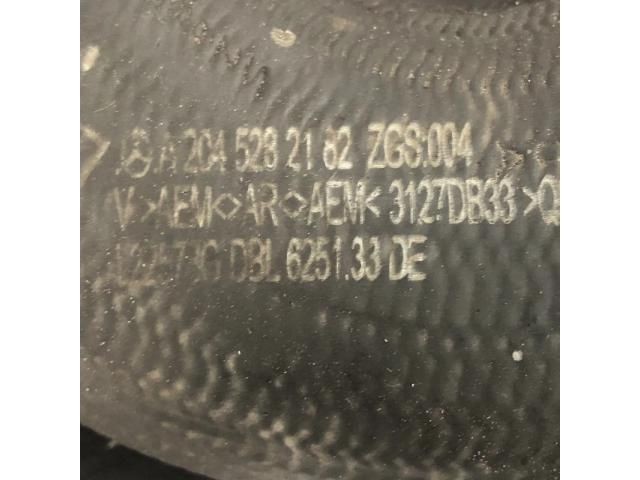 A 204 528 21 82 ZGS:004
V >AEM<>AR<>AEM< 3127DB33 >
DBL 6251.33 DE